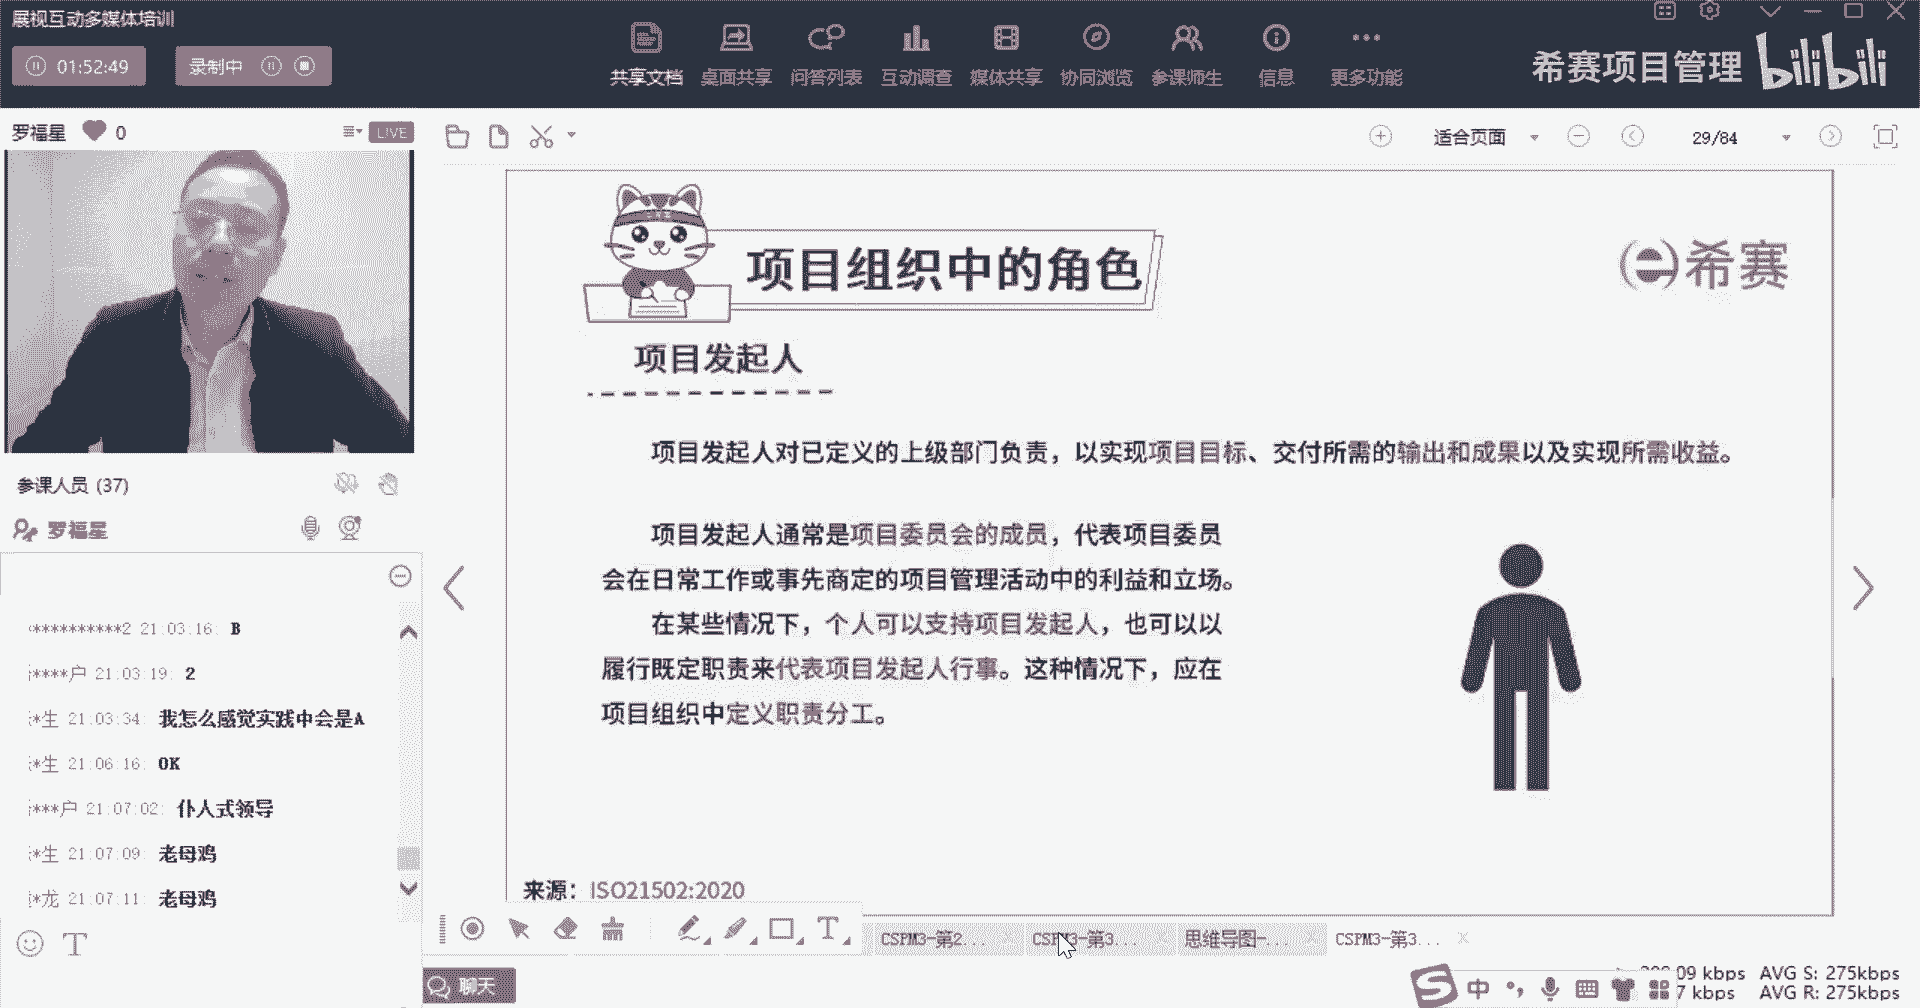 展视互动多媒体培训
01:52:49
录制中
共享文档
桌面共享
问答列表
互动调查
媒体共享
协同浏览
参课师生
信息
更多功能
希赛项目管理
bilibili
罗福星
0
LIVE
适合页面
29/84
项目组织中的角色
希赛
项目发起人
项目发起人对已定义的上级部门负责，以实现项目目标、交付所需的输出和成果以及实现所需收益。
项目发起人通常是项目委员会的成员，代表项目委员
会在日常工作或事先商定的项目管理活动中的利益和立场。
在某些情况下，个人可以支持项目发起人，也可以以
履行既定职责来代表项目发起人行事。这种情况下，应在
项目组织中定义职责分工。
来源：ISO21502:2020
参课人员 (37)
罗福星
**********2 21:03:16: B
****户 21:03:19: 2
*生 21:03:34: 我怎么感觉实践中会是A
*生 21:06:16: OK
***户 21:07:02: 仆人式领导
*生 21:07:09: 老母鸡
*龙 21:07:11: 老母鸡
T
聊天
T
CSPM3-第2...
CSPM3-第3...
思维导图-...
CSPM3-第3...
中
09 kbps
AVG S: 275kbps
7 kbps
AVG R: 275kbps